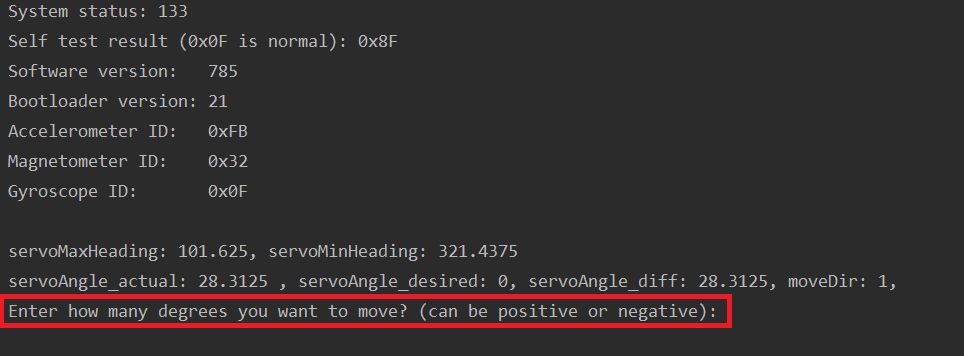 System status: 133
Self test result (0x0F is normal): 0x8F
Software version:   785
Bootloader version: 21
Accelerometer ID:   0xFB
Magnetometer ID:    0x32
Gyroscope ID:       0x0F
servoMaxHeading: 101.625, servoMinHeading: 321.4375
servoAngle_actual: 28.3125 , servoAngle_desired: 0, servoAngle_diff: 28.3125, moveDir: 1,
Enter how many degrees you want to move? (can be positive or negative):